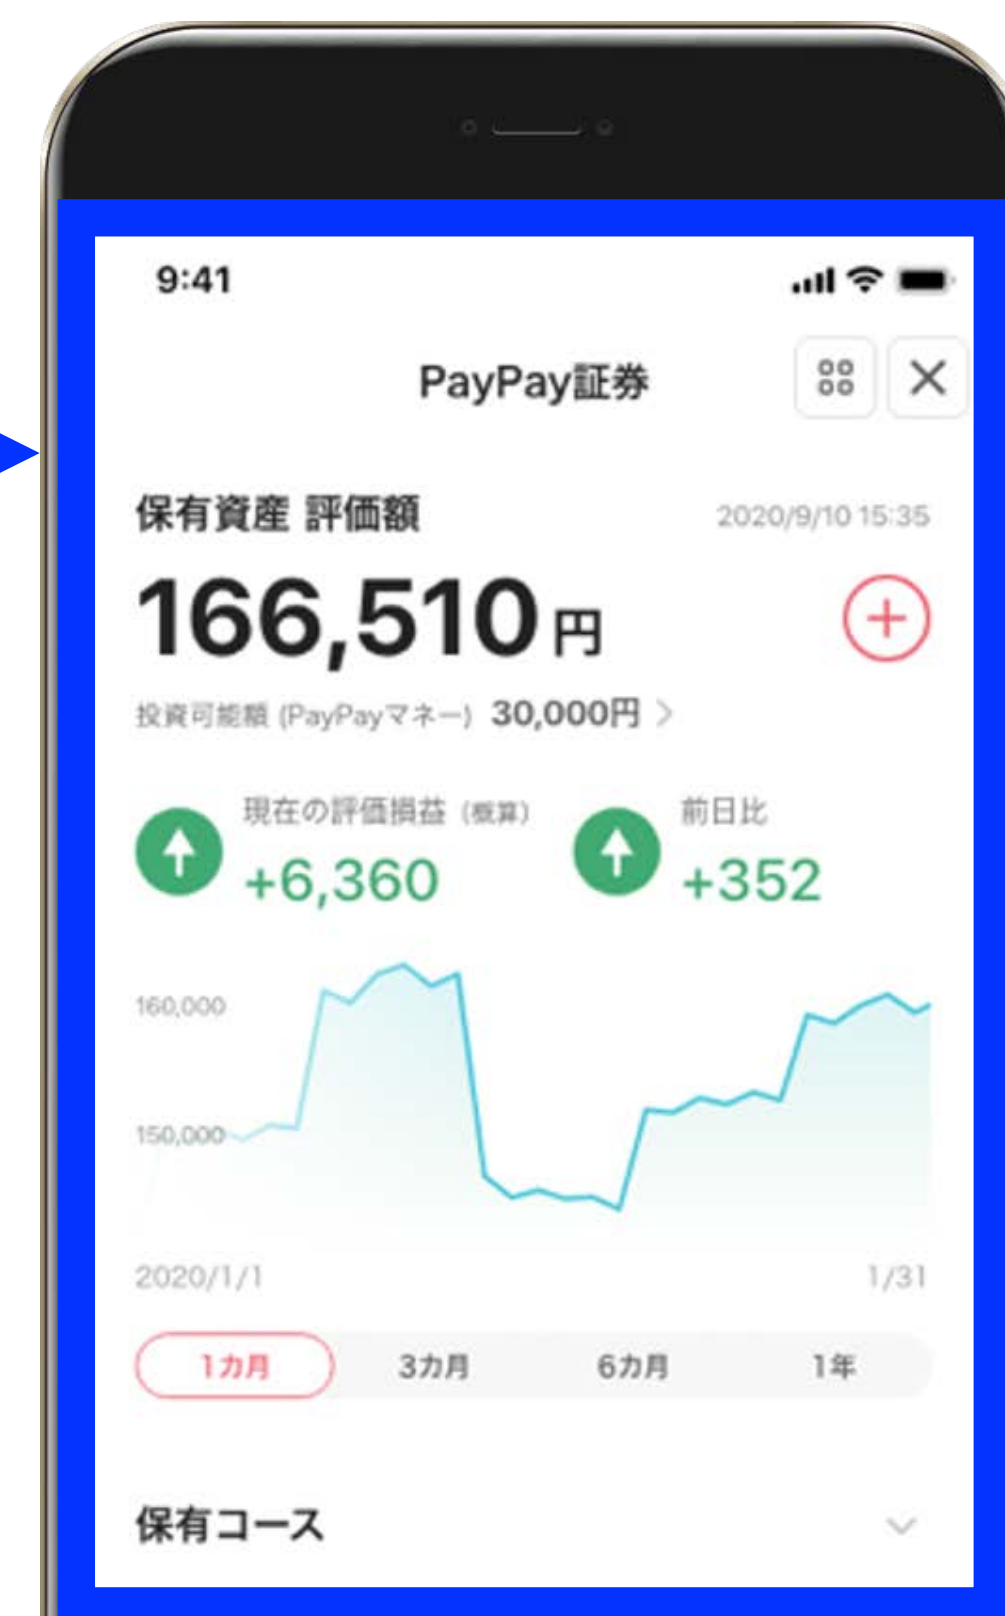 9:41
PayPay証券
保有資産 評価額
2020/9/10 15:35
166,510円
投資可能額 (PayPayマネー) 30,000円
現在の評価損益 (概算)
+6,360
前日比
+352
160,000
150,000
2020/1/1
1/31
1カ月 3カ月 6カ月 1年
保有コース